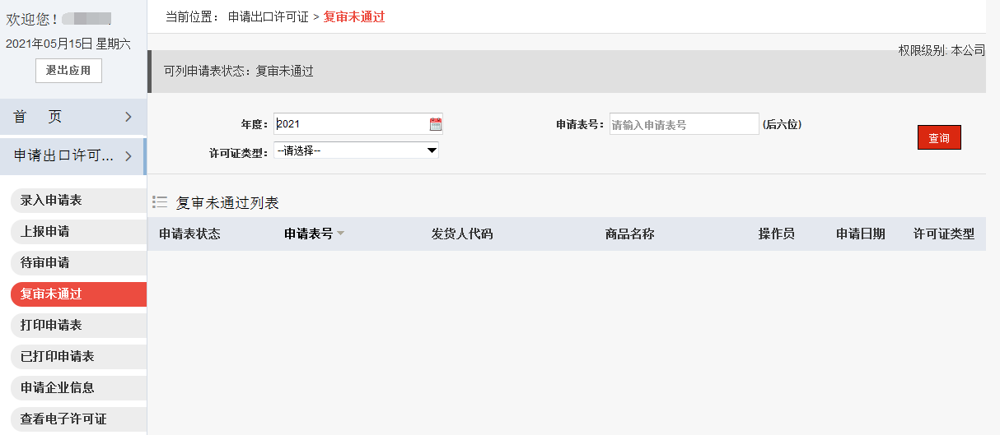 欢迎您!
2021年05月15日 星期六
退出应用
首 页
申请出口许可...
录入申请表
上报申请
待审申请
复审未通过
打印申请表
已打印申请表
申请企业信息
查看电子许可证
当前位置： 申请出口许可证 > 复审未通过
权限级别: 本公司
可列申请表状态：复审未通过
年度： 2021 申请表号： 请输入申请表号 (后六位)
许可证类型： --请选择-- 查询
复审未通过列表
申请表状态 申请表号 发货人代码 商品名称 操作员 申请日期 许可证类型